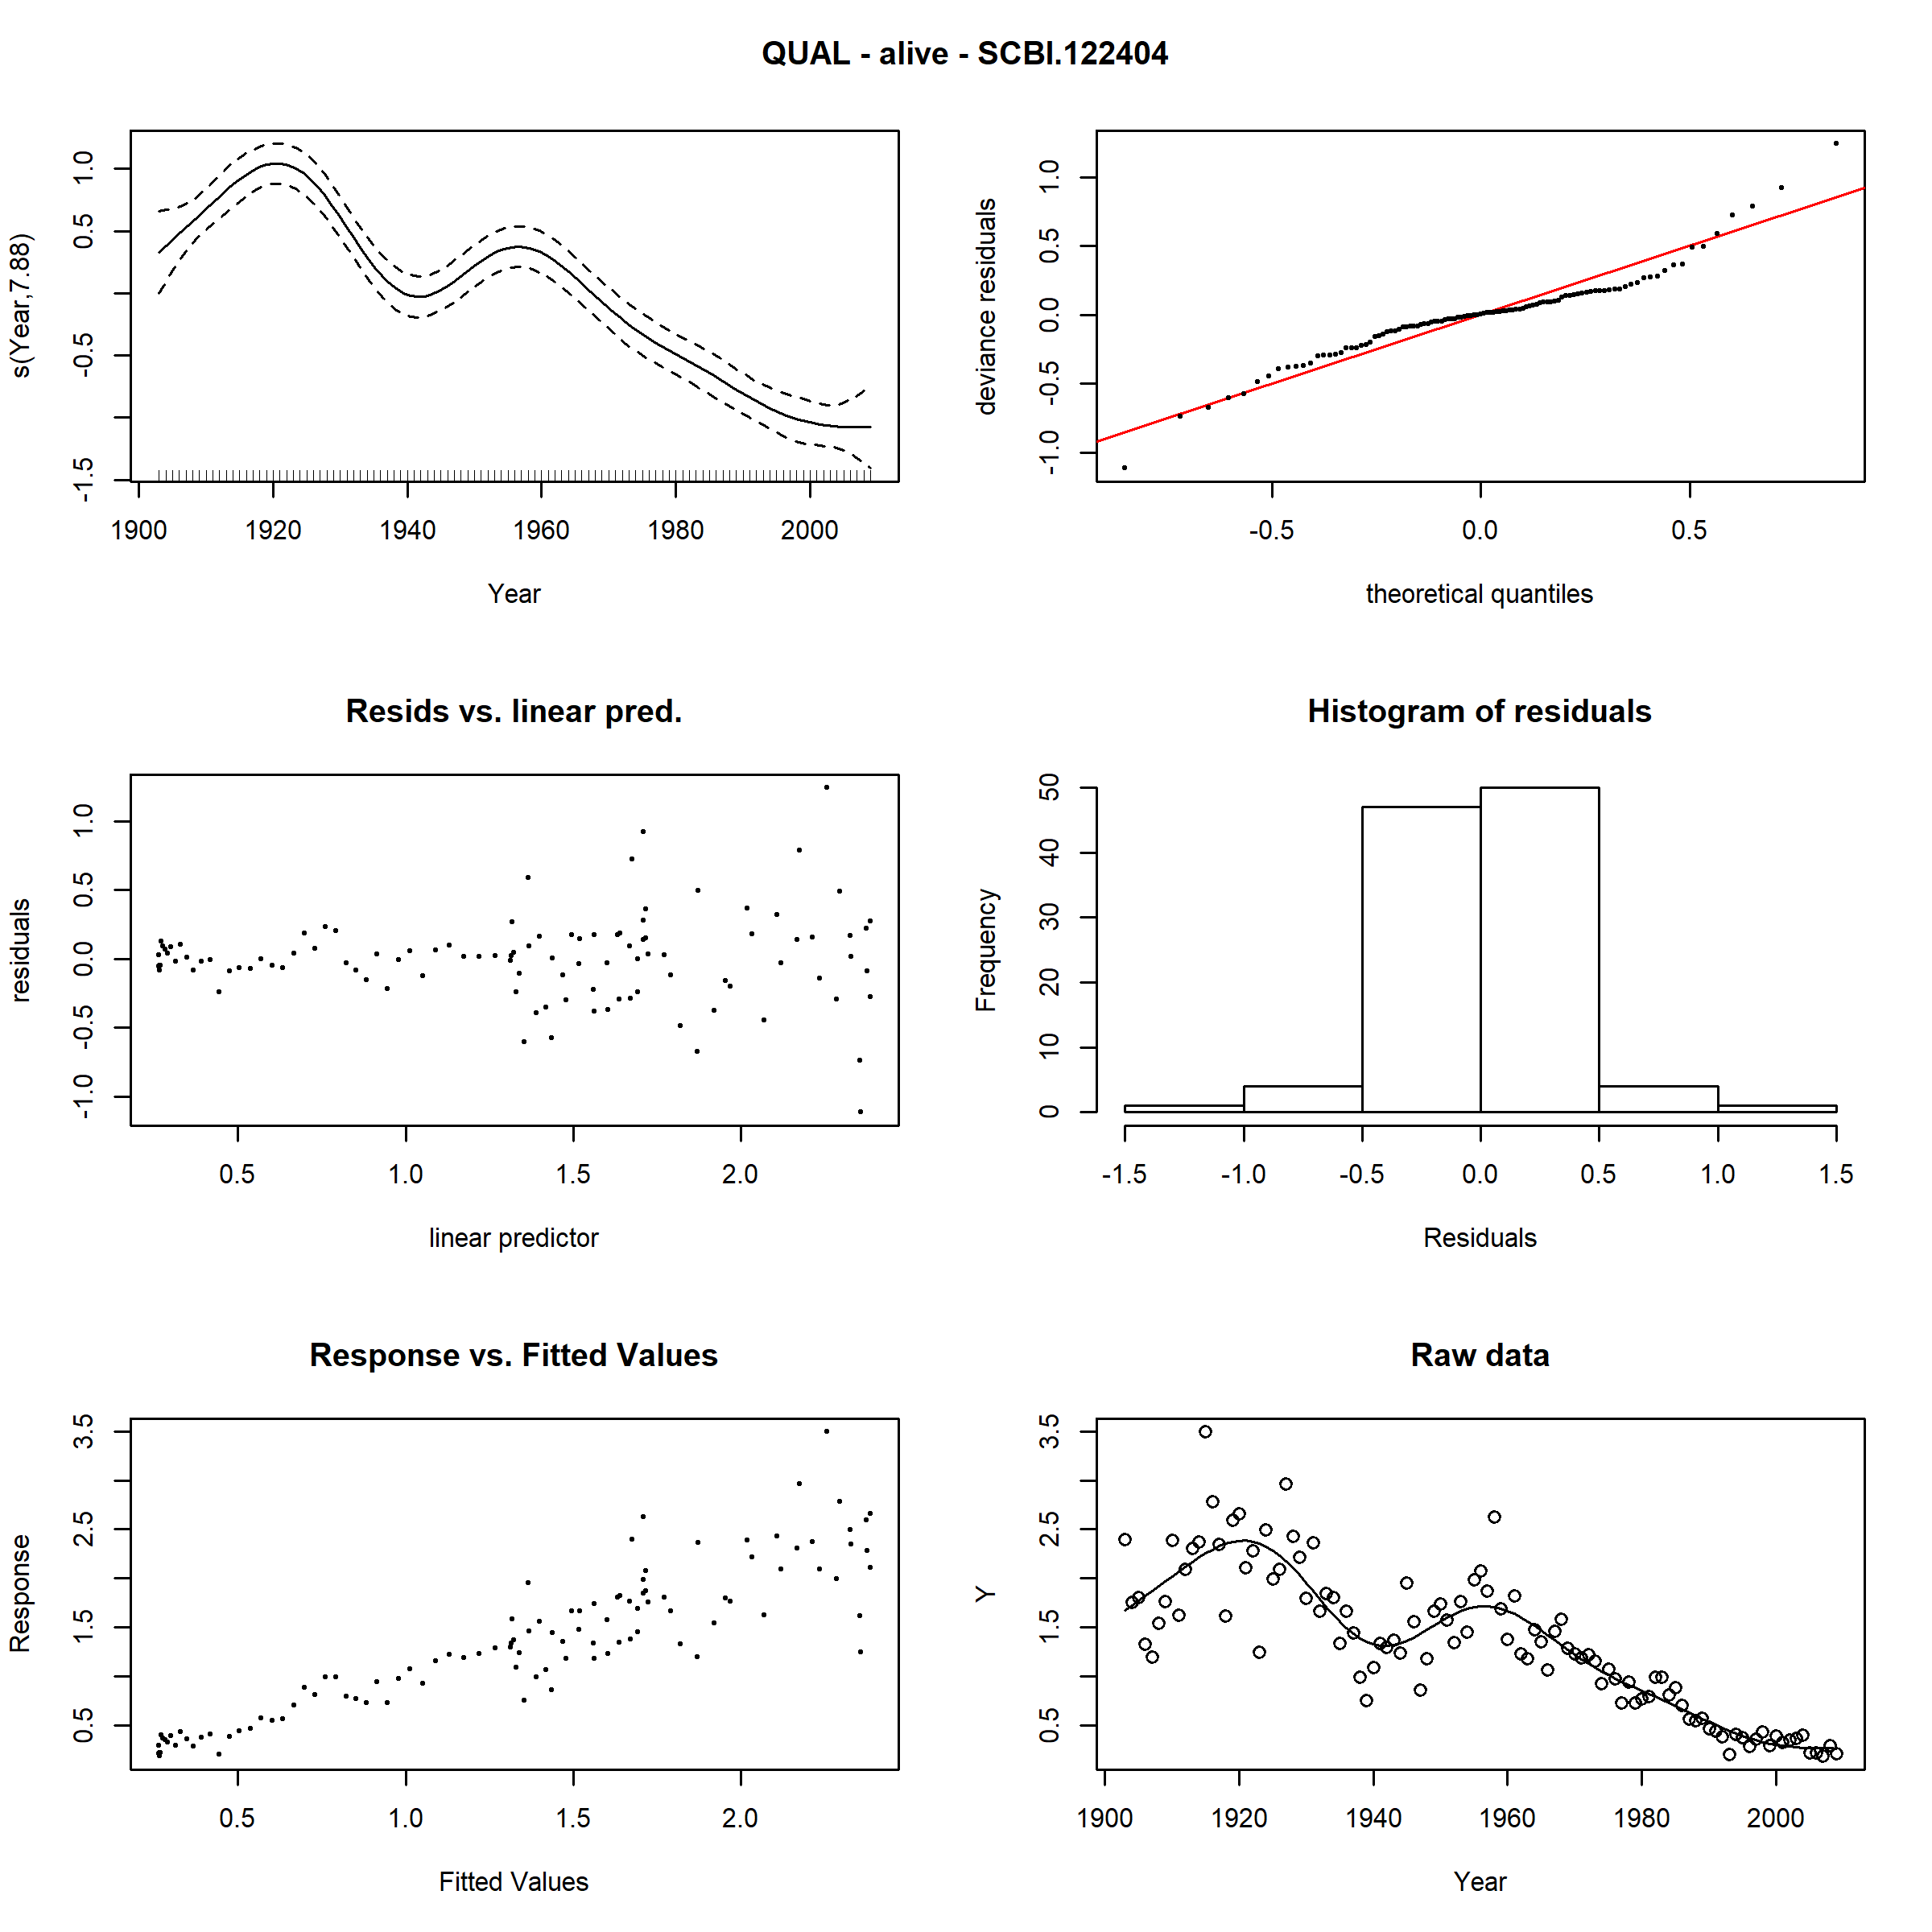 QUAL - alive - SCBI.122404
s(Year,7.88)
1.0
0.5
-0.5
-1.5
1900 1920 1940 1960 1980 2000
Year
deviance residuals
1.0
0.5
0.0
-0.5
-1.0
-0.5 0.0 0.5
theoretical quantiles
Resids vs. linear pred.
residuals
1.0
0.5
0.0
-0.5
-1.0
0.5 1.0 1.5 2.0
linear predictor
Histogram of residuals
Frequency
50
40
30
20
10
0
-1.5 -1.0 -0.5 0.0 0.5 1.0 1.5
Residuals
Response vs. Fitted Values
Response
3.5
2.5
1.5
0.5
0.5 1.0 1.5 2.0
Fitted Values
Raw data
Y
3.5
2.5
1.5
0.5
1900 1920 1940 1960 1980 2000
Year